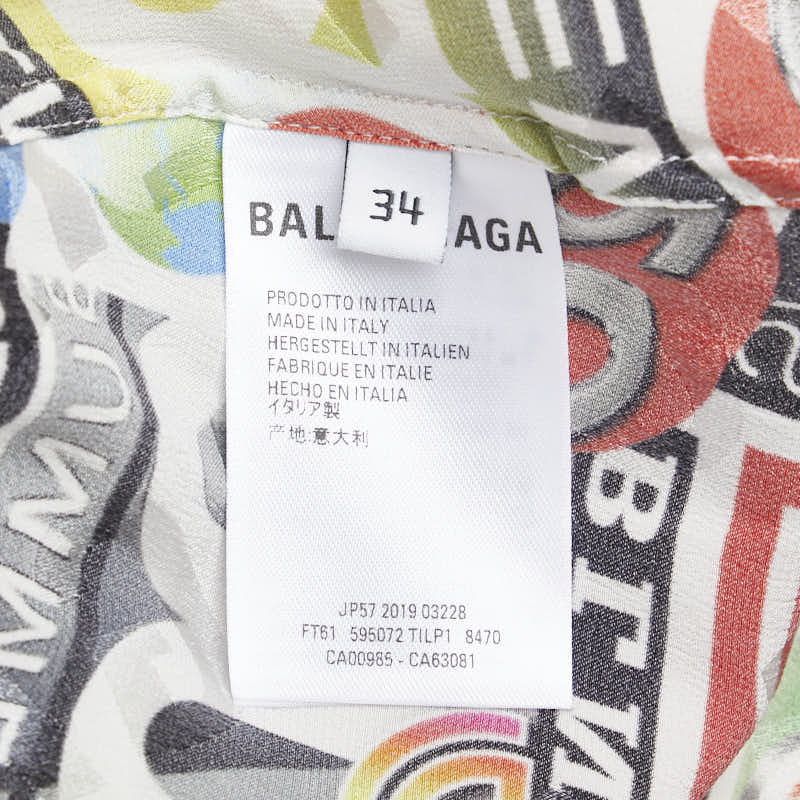 34
BAL AGA
PRODOTTO IN ITALIA
MADE IN ITALY
HERGESTELLT IN ITALIEN
FABRIQUE EN ITALIE
HECHO EN ITALIA
イタリア製
产地:意大利
JP57 2019 03228
FT61 595072 TILP1 8470
CA00985 - CA63081